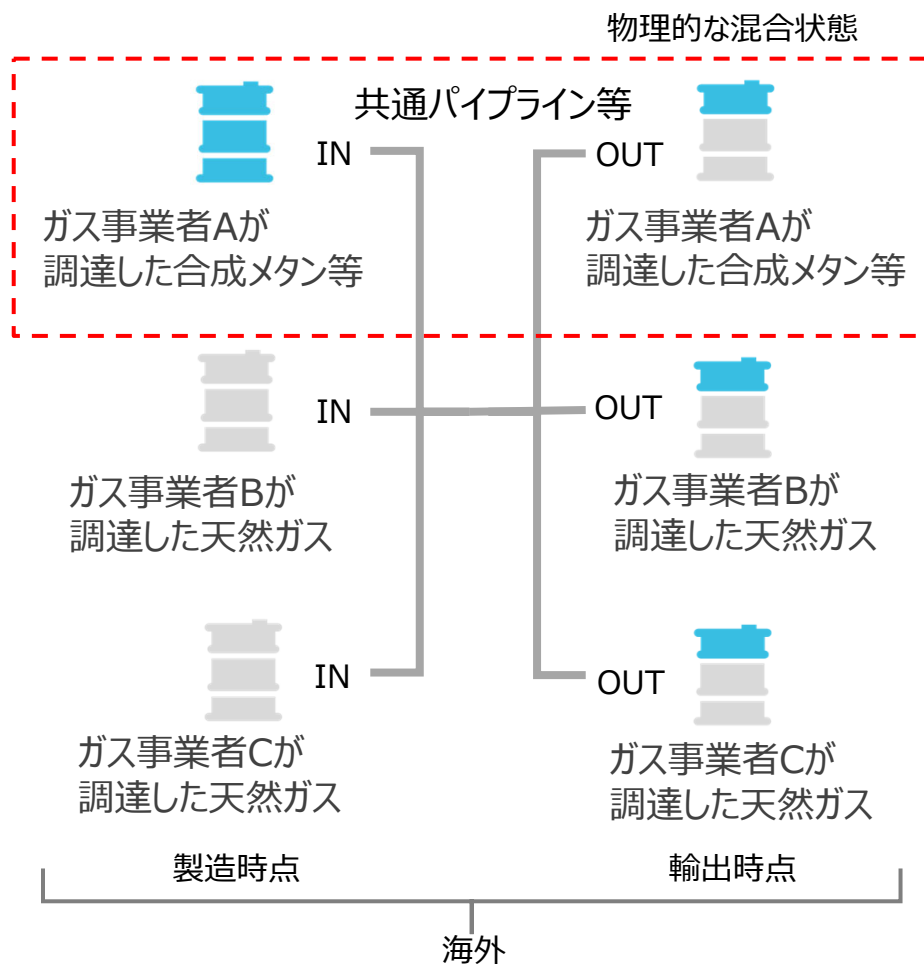 物理的な混合状態
共通パイプライン等
IN
OUT
ガス事業者Aが
調達した合成メタン等
ガス事業者Aが
調達した合成メタン等
IN
OUT
ガス事業者Bが
調達した天然ガス
ガス事業者Bが
調達した天然ガス
IN
OUT
ガス事業者Cが
調達した天然ガス
ガス事業者Cが
調達した天然ガス
製造時点
輸出時点
海外